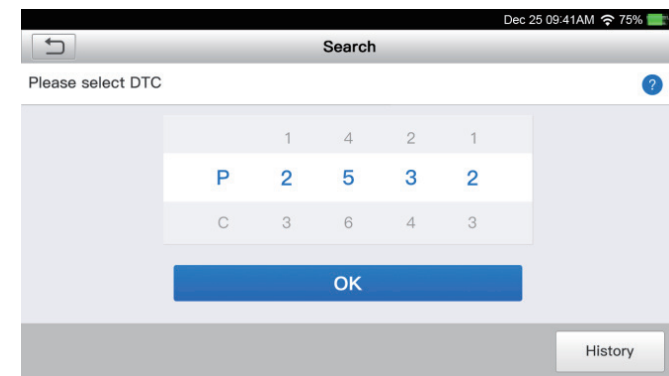 Dec 25 09:41AM 75%
Search
Please select DTC ?
1 4 2 1
P 2 5 3 2
C 3 6 4 3
OK
History